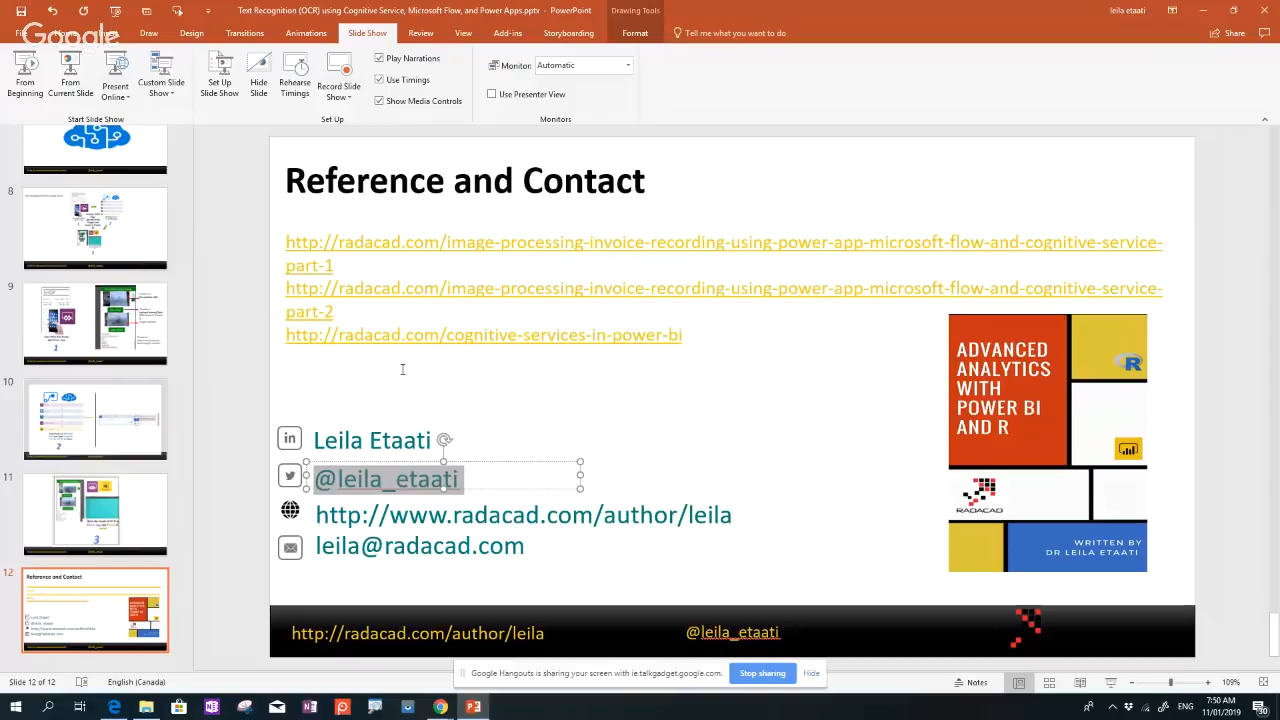 Text Recognition (OCR) using Cognitive Service and Power Apps.pptx - PowerPoint
Drawing Tools
leila etaati
File Home Insert Draw Design Transitions Animations Slide Show Review View Add-ins Storyboarding Format Tell me what you want to do Share
From Beginning
From Current Slide
Present Online
Custom Slide Show
Start Slide Show
Set Up Slide Show
Hide Slide
Rehearse Timings
Record Slide Show
Play Narrations
Use Timings
Show Media Controls
Set Up
Monitor: Automatic
Use Presenter View
Monitors
8
9
10
11
12
Reference and Contact
http://radacad.com/image-processing-invoice-recording-using-power-app-microsoft-flow-and-cognitive-service-
part-1
http://radacad.com/image-processing-invoice-recording-using-power-app-microsoft-flow-and-cognitive-service-
part-2
http://radacad.com/cognitive-services-in-power-bi
ADVANCED
ANALYTICS
WITH
POWER BI
AND R
R
RADACAD
WRITTEN BY
DR LEILA ETAATI
in
Leila Etaati
@leila_etaati
http://www.radacad.com/author/leila
leila@radacad.com
http://radacad.com/author/leila
@leila_etaati
Google Hangouts is sharing your screen with ie.talkgadget.google.com.
Stop sharing
Hide
Slide 12 of 12
English (Canada)
Notes
109%
7:50 AM
11/01/2019
30